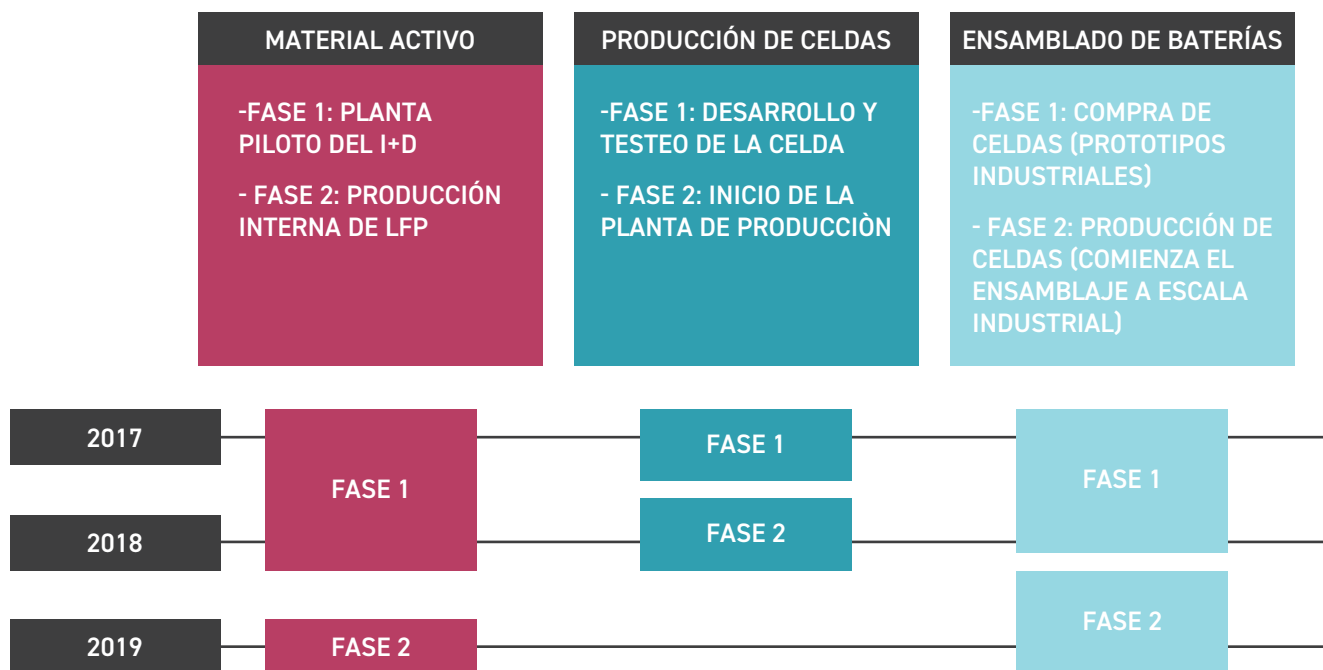 MATERIAL ACTIVO
-FASE 1: PLANTA
PILOTO DEL I+D
- FASE 2: PRODUCCIÓN
INTERNA DE LFP
PRODUCCIÓN DE CELDAS
-FASE 1: DESARROLLO Y
TESTEO DE LA CELDA
- FASE 2: INICIO DE LA
PLANTA DE PRODUCCIÒN
ENSAMBLADO DE BATERÍAS
-FASE 1: COMPRA DE
CELDAS (PROTOTIPOS
INDUSTRIALES)
- FASE 2: PRODUCCIÓN DE
CELDAS (COMIENZA EL
ENSAMBLAJE A ESCALA
INDUSTRIAL)
2017
FASE 1
FASE 1
FASE 1
2018
FASE 2
2019
FASE 2
FASE 2